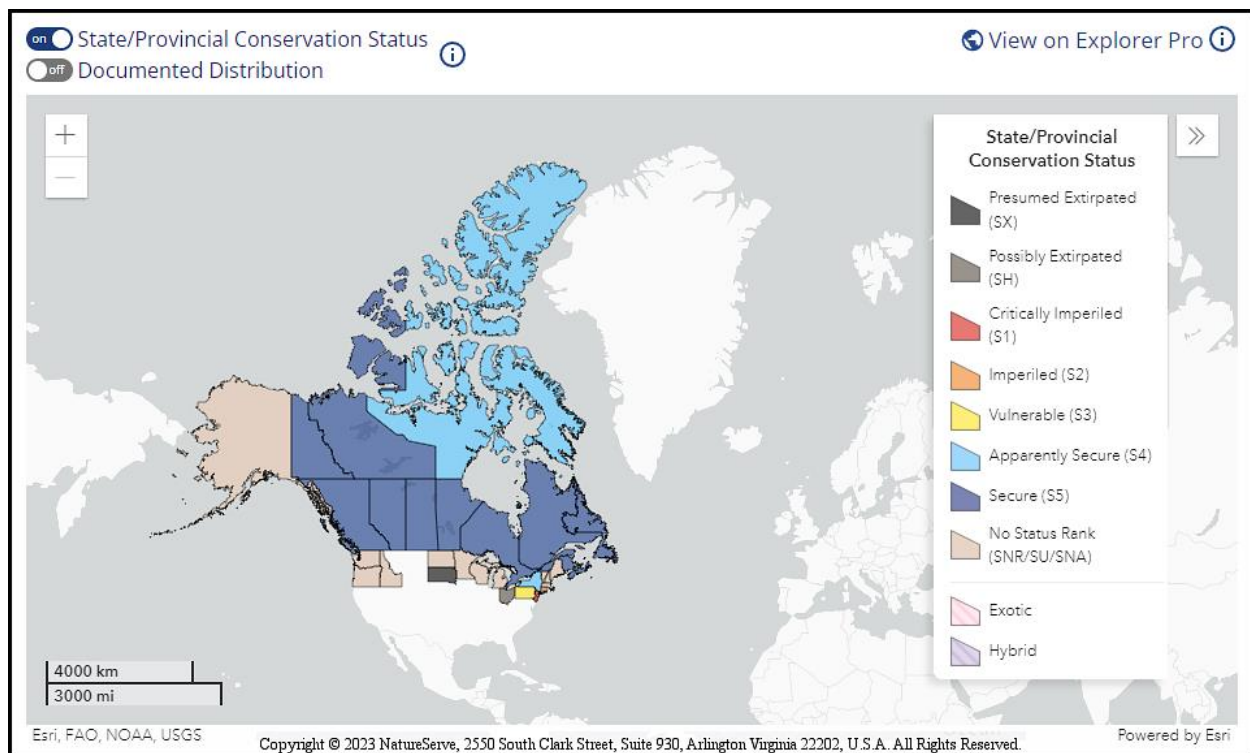 on State/Provincial Conservation Status
off Documented Distribution
View on Explorer Pro
State/Provincial
Conservation Status
Presumed Extirpated
(SX)
Possibly Extirpated
(SH)
Critically Imperiled
(S1)
Imperiled (S2)
Vulnerable (S3)
Apparently Secure (S4)
Secure (S5)
No Status Rank
(SNR/SU/SNA)
Exotic
Hybrid
4000 km
3000 mi
Esri, FAO, NOAA, USGS
Powered by Esri
Copyright © 2023 NatureServe, 2550 South Clark Street, Suite 930, Arlington Virginia 22202, U.S.A. All Rights Reserved.